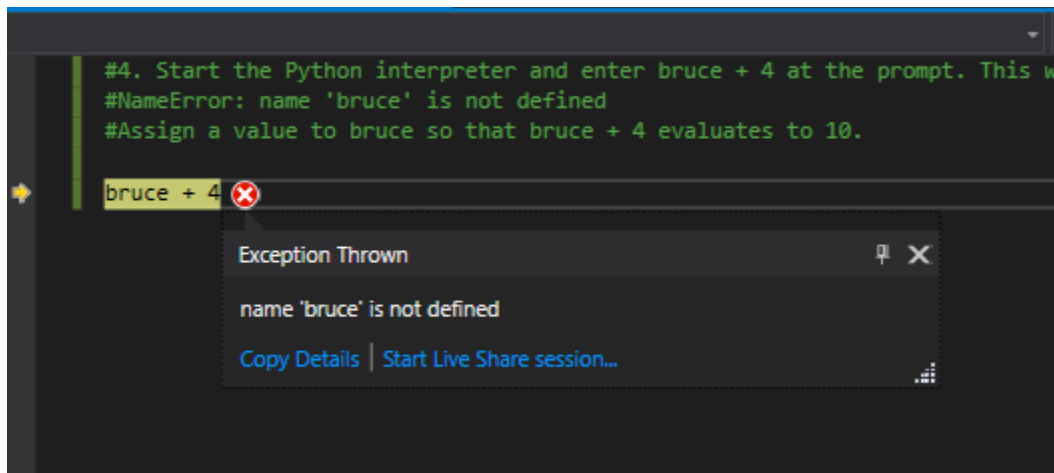 #4. Start the Python interpreter and enter bruce + 4 at the prompt. This
#NameError: name 'bruce' is not defined
#Assign a value to bruce so that bruce + 4 evaluates to 10.
bruce + 4
Exception Thrown
name 'bruce' is not defined
Copy Details | Start Live Share session...